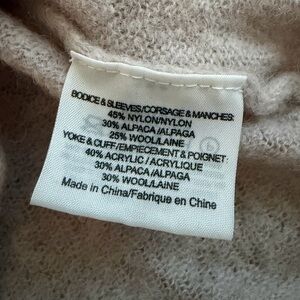 BODICE & SLEEVES/CORSAGE & MANCHES:
45% NYLON/NYLON
30% ALPACA/ALPAGA
25% WOOL/LAINE
YOKE & CUFF/EMPIECEMENT & POIGNET:
40% ACRYLIC / ACRYLIQUE
30% ALPACA/ALPAGA
30% WOOL/LAINE
Made in China/Fabrique en Chine